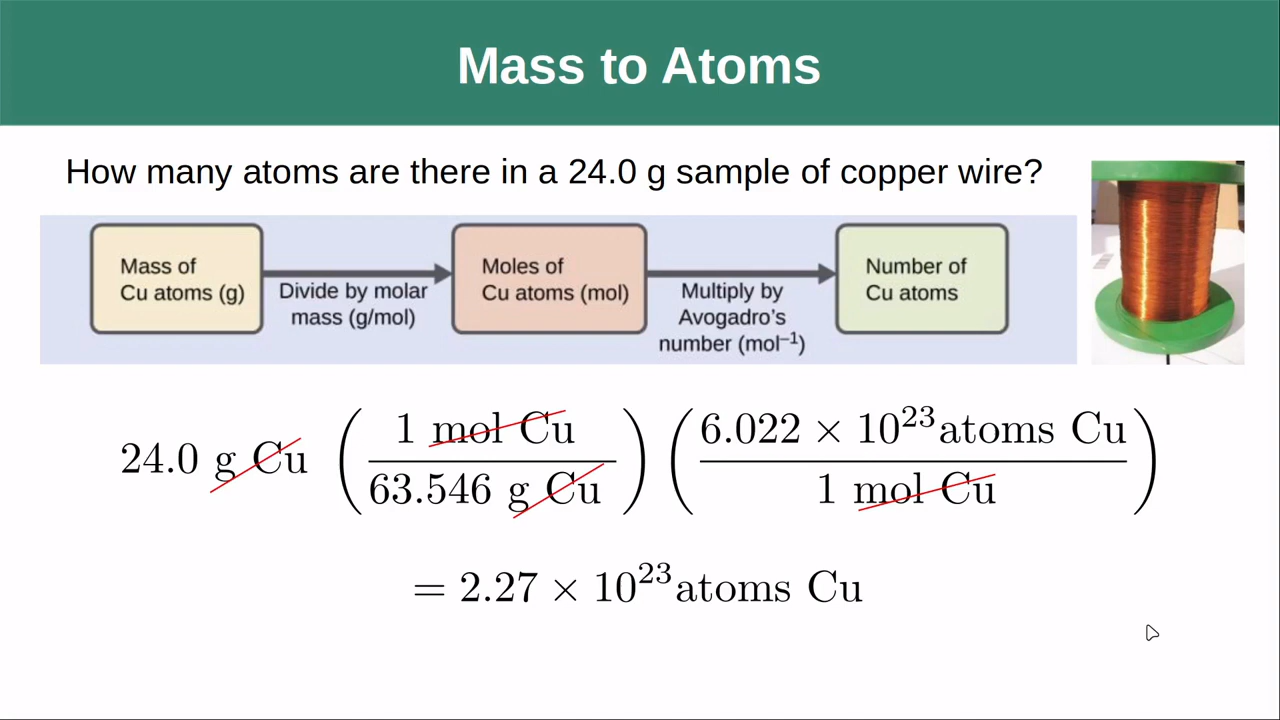 Mass to Atoms
How many atoms are there in a 24.0 g sample of copper wire?
Mass of
Cu atoms (g)
Divide by molar
mass (g/mol)
Moles of
Cu atoms (mol)
Multiply by
Avogadro's
number (mol⁻¹)
Number of
Cu atoms
24.0 g Cu (1 mol Cu / 63.546 g Cu) (6.022 × 10²³ atoms Cu / 1 mol Cu)
= 2.27 × 10²³ atoms Cu